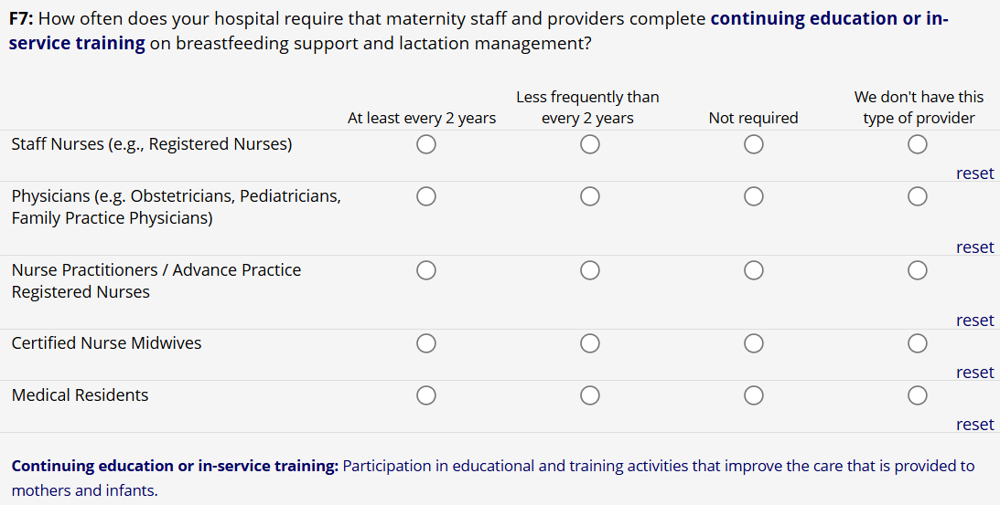 F7: How often does your hospital require that maternity staff and providers complete continuing education or in-
service training on breastfeeding support and lactation management?
At least every 2 years
Less frequently than
every 2 years
Not required
We don't have this
type of provider
Staff Nurses (e.g., Registered Nurses)
reset
Physicians (e.g. Obstetricians, Pediatricians,
Family Practice Physicians)
reset
Nurse Practitioners / Advance Practice
Registered Nurses
reset
Certified Nurse Midwives
reset
Medical Residents
reset
Continuing education or in-service training: Participation in educational and training activities that improve the care that is provided to
mothers and infants.